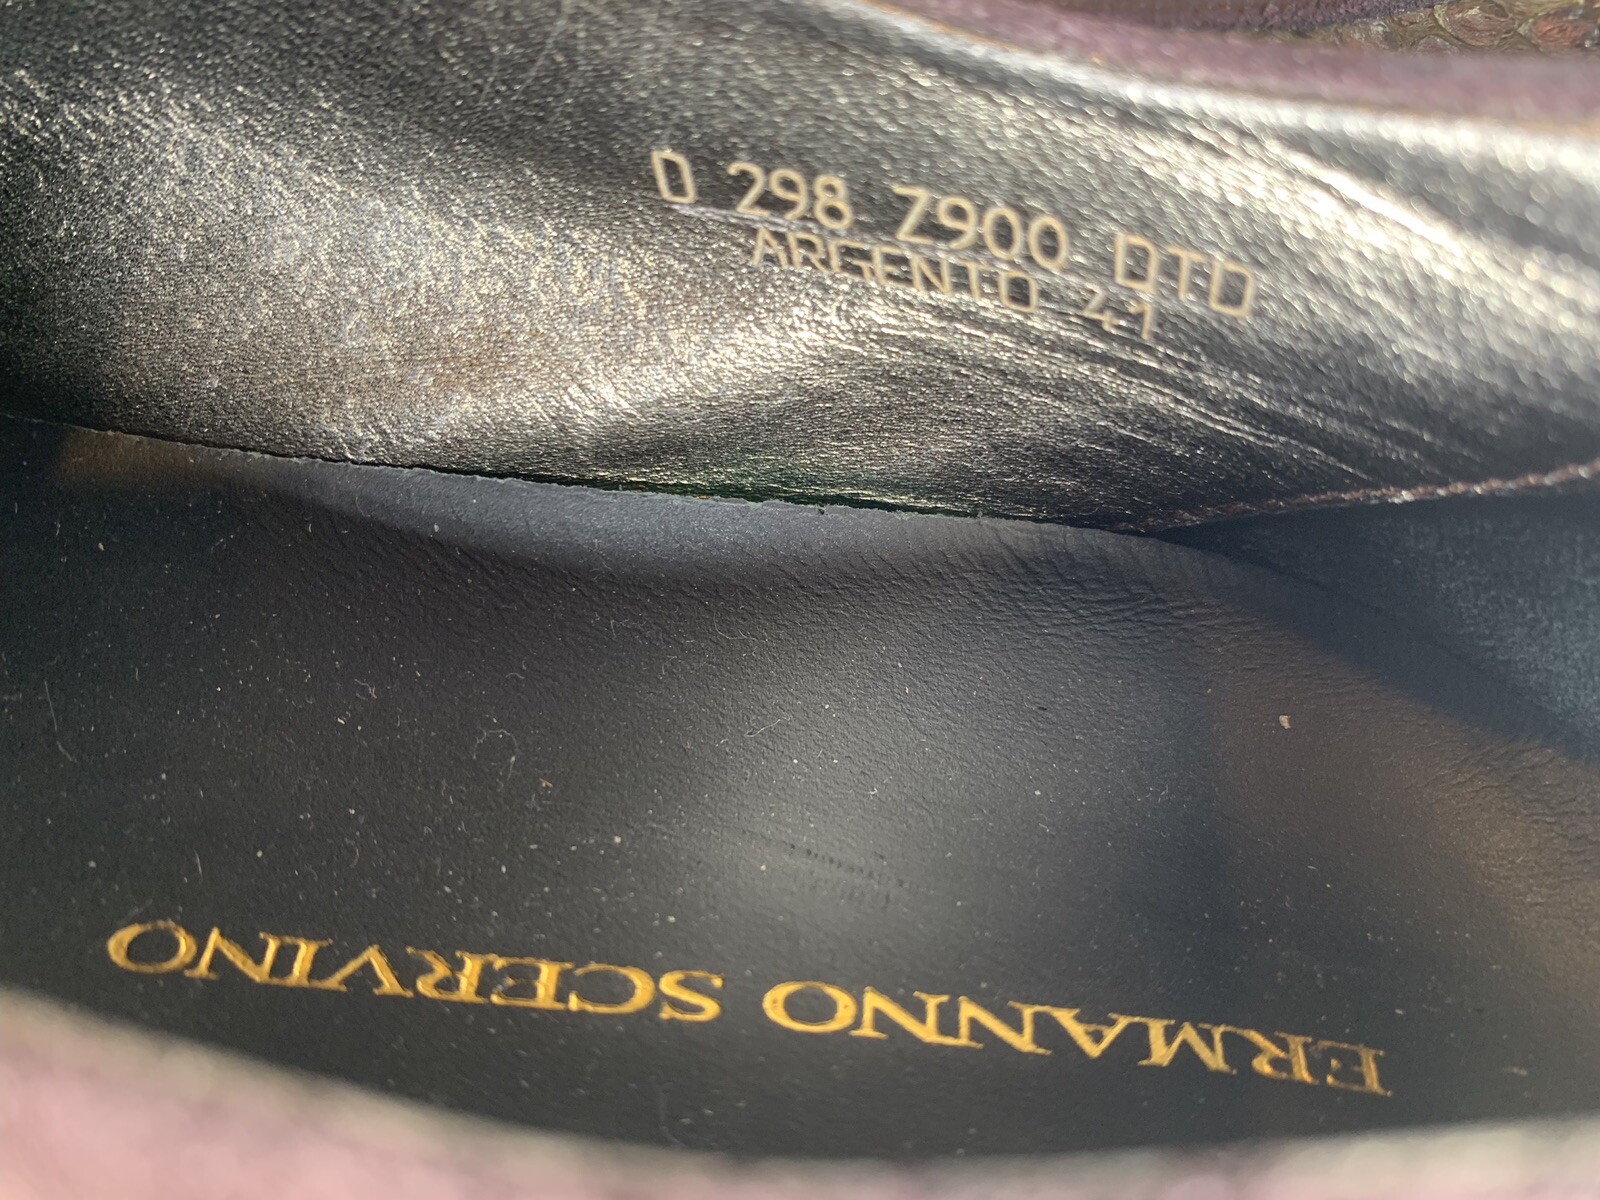 D 298 Z900 DTD
ARGENTO 41
ERMANNO SCERVINO